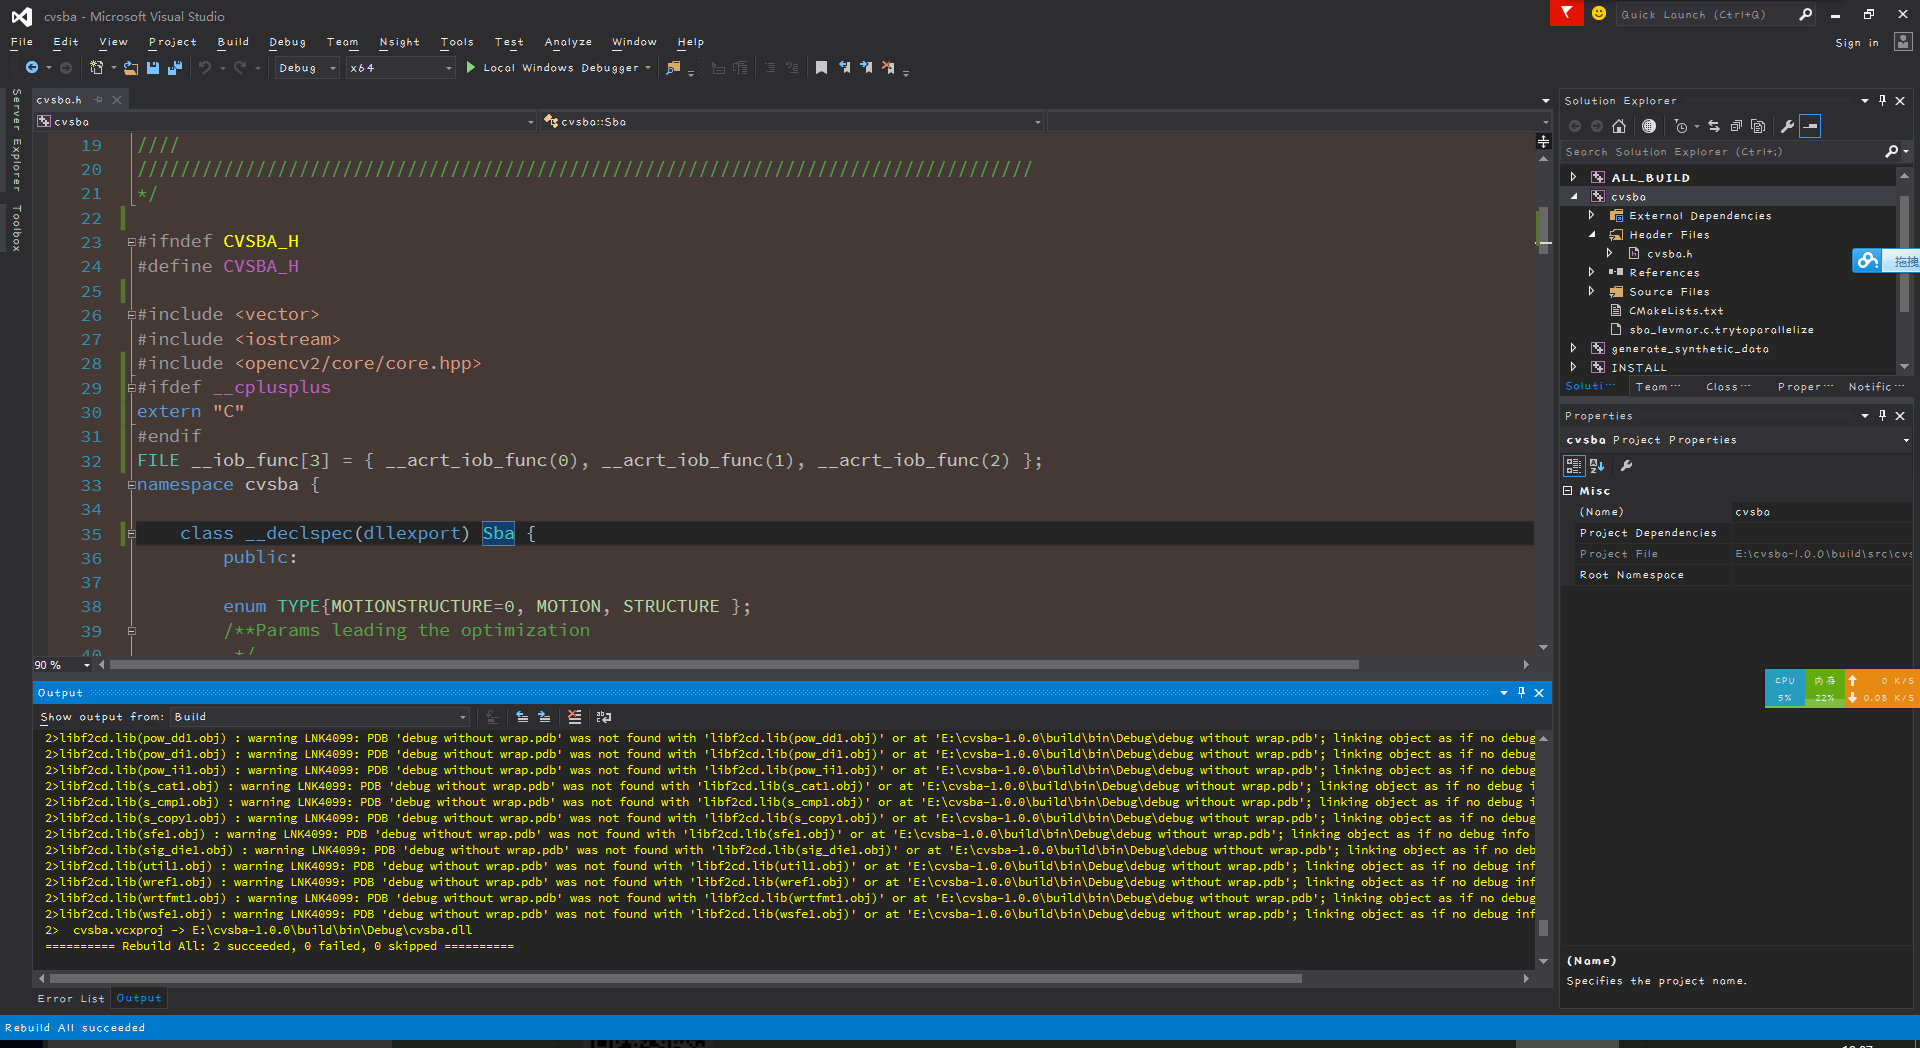 cvsba - Microsoft Visual Studio
Quick Launch (Ctrl+Q)
File Edit View Project Build Debug Team Nsight Tools Test Analyze Window Help
Sign in
Debug x64 Local Windows Debugger
Server Explorer
Toolbox
cvsba.h
cvsba cvsba::Sba
19 ////
20 ///////////////////////////////////////////////////////////////////////////////////
21 */
22
23 #ifndef CVSBA_H
24 #define CVSBA_H
25
26 #include <vector>
27 #include <iostream>
28 #include <opencv2/core/core.hpp>
29 #ifdef __cplusplus
30 extern "C"
31 #endif
32 FILE __iob_func[3] = { __acrt_iob_func(0), __acrt_iob_func(1), __acrt_iob_func(2) };
33 namespace cvsba {
34
35 class __declspec(dllexport) Sba {
36 public:
37
38 enum TYPE{MOTIONSTRUCTURE=0, MOTION, STRUCTURE };
39 /**Params leading the optimization
40 */
90 %
Output
Show output from: Build
2>libf2cd.lib(pow_dd1.obj) : warning LNK4099: PDB 'debug without wrap.pdb' was not found with 'libf2cd.lib(pow_dd1.obj)' or at 'E:\cvsba-1.0.0\build\bin\Debug\debug without wrap.pdb'; linking object as if no debug
2>libf2cd.lib(pow_di1.obj) : warning LNK4099: PDB 'debug without wrap.pdb' was not found with 'libf2cd.lib(pow_di1.obj)' or at 'E:\cvsba-1.0.0\build\bin\Debug\debug without wrap.pdb'; linking object as if no debug
2>libf2cd.lib(pow_ii1.obj) : warning LNK4099: PDB 'debug without wrap.pdb' was not found with 'libf2cd.lib(pow_ii1.obj)' or at 'E:\cvsba-1.0.0\build\bin\Debug\debug without wrap.pdb'; linking object as if no debug
2>libf2cd.lib(s_cat1.obj) : warning LNK4099: PDB 'debug without wrap.pdb' was not found with 'libf2cd.lib(s_cat1.obj)' or at 'E:\cvsba-1.0.0\build\bin\Debug\debug without wrap.pdb'; linking object as if no debug i
2>libf2cd.lib(s_cmp1.obj) : warning LNK4099: PDB 'debug without wrap.pdb' was not found with 'libf2cd.lib(s_cmp1.obj)' or at 'E:\cvsba-1.0.0\build\bin\Debug\debug without wrap.pdb'; linking object as if no debug i
2>libf2cd.lib(s_copy1.obj) : warning LNK4099: PDB 'debug without wrap.pdb' was not found with 'libf2cd.lib(s_copy1.obj)' or at 'E:\cvsba-1.0.0\build\bin\Debug\debug without wrap.pdb'; linking object as if no debug
2>libf2cd.lib(sfe1.obj) : warning LNK4099: PDB 'debug without wrap.pdb' was not found with 'libf2cd.lib(sfe1.obj)' or at 'E:\cvsba-1.0.0\build\bin\Debug\debug without wrap.pdb'; linking object as if no debug info
2>libf2cd.lib(sig_die1.obj) : warning LNK4099: PDB 'debug without wrap.pdb' was not found with 'libf2cd.lib(sig_die1.obj)' or at 'E:\cvsba-1.0.0\build\bin\Debug\debug without wrap.pdb'; linking object as if no deb
2>libf2cd.lib(util1.obj) : warning LNK4099: PDB 'debug without wrap.pdb' was not found with 'libf2cd.lib(util1.obj)' or at 'E:\cvsba-1.0.0\build\bin\Debug\debug without wrap.pdb'; linking object as if no debug inf
2>libf2cd.lib(wref1.obj) : warning LNK4099: PDB 'debug without wrap.pdb' was not found with 'libf2cd.lib(wref1.obj)' or at 'E:\cvsba-1.0.0\build\bin\Debug\debug without wrap.pdb'; linking object as if no debug inf
2>libf2cd.lib(wrtfmt1.obj) : warning LNK4099: PDB 'debug without wrap.pdb' was not found with 'libf2cd.lib(wrtfmt1.obj)' or at 'E:\cvsba-1.0.0\build\bin\Debug\debug without wrap.pdb'; linking object as if no debug
2>libf2cd.lib(wsfe1.obj) : warning LNK4099: PDB 'debug without wrap.pdb' was not found with 'libf2cd.lib(wsfe1.obj)' or at 'E:\cvsba-1.0.0\build\bin\Debug\debug without wrap.pdb'; linking object as if no debug inf
2> cvsba.vcxproj -> E:\cvsba-1.0.0\build\bin\Debug\cvsba.dll
========== Rebuild All: 2 succeeded, 0 failed, 0 skipped ==========
Error List Output
Rebuild All succeeded
Solution Explorer
Search Solution Explorer (Ctrl+;)
ALL_BUILD
cvsba
External Dependencies
Header Files
cvsba.h
References
Source Files
CMakeLists.txt
sba_levmar.c.trytoparallelize
generate_synthetic_data
INSTALL
Soluti... Team... Class... Proper... Notific...
拖拽
Properties
cvsba Project Properties
Misc
(Name) cvsba
Project Dependencies
Project File E:\cvsba-1.0.0\build\src\cvs
Root Namespace
CPU 内存 0 K/S
5% 22% 0.08 K/S
(Name)
Specifies the project name.